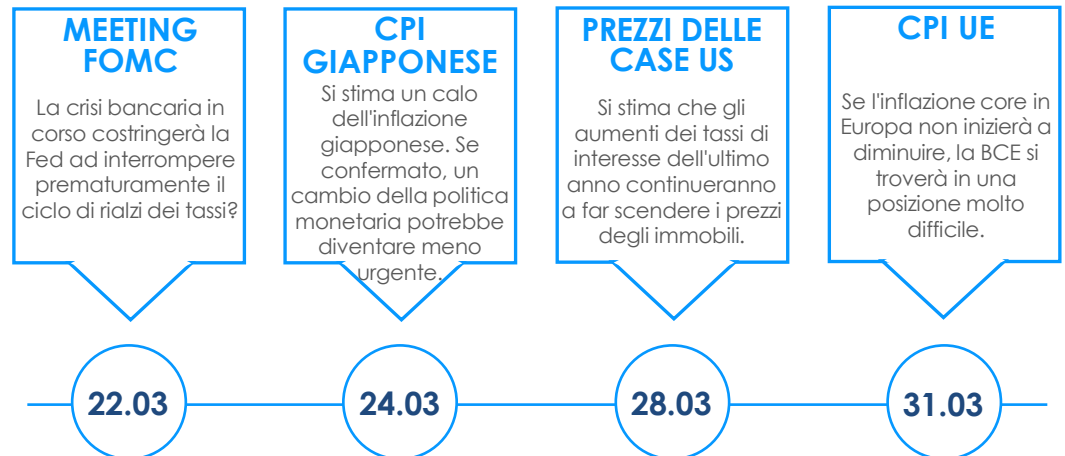 MEETING
FOMC
La crisi bancaria in
corso costringerà la
Fed ad interrompere
prematuramente il
ciclo di rialzi dei tassi?
CPI
GIAPPONESE
Si stima un calo
dell'inflazione
giapponese. Se
confermato, un
cambio della politica
monetaria potrebbe
diventare meno
urgente.
PREZZI DELLE
CASE US
Si stima che gli
aumenti dei tassi di
interesse dell'ultimo
anno continueranno
a far scendere i prezzi
degli immobili.
CPI UE
Se l'inflazione core in
Europa non inizierà a
diminuire, la BCE si
troverà in una
posizione molto
difficile.
22.03
24.03
28.03
31.03